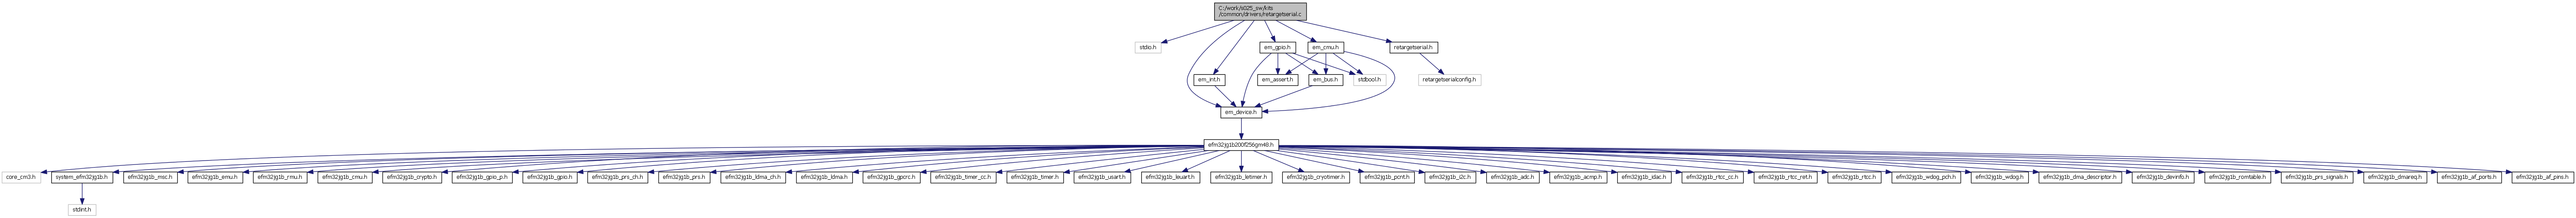 C:/work/s025_sw/kits
/common/drivers/retargetserial.c
stdio.h
em_gpio.h
em_cmu.h
retargetserial.h
em_int.h
em_assert.h
em_bus.h
stdbool.h
retargetserialconfig.h
em_device.h
efm32jg1b200f256gm48.h
core_cm3.h
system_efm32jg1b.h
efm32jg1b_msc.h
efm32jg1b_emu.h
efm32jg1b_rmu.h
efm32jg1b_cmu.h
efm32jg1b_crypto.h
efm32jg1b_gpio_p.h
efm32jg1b_gpio.h
efm32jg1b_prs_ch.h
efm32jg1b_prs.h
efm32jg1b_ldma_ch.h
efm32jg1b_ldma.h
efm32jg1b_gpcrc.h
efm32jg1b_timer_cc.h
efm32jg1b_timer.h
efm32jg1b_usart.h
efm32jg1b_leuart.h
efm32jg1b_letimer.h
efm32jg1b_cryotimer.h
efm32jg1b_pcnt.h
efm32jg1b_i2c.h
efm32jg1b_adc.h
efm32jg1b_acmp.h
efm32jg1b_idac.h
efm32jg1b_rtcc_cc.h
efm32jg1b_rtcc_ret.h
efm32jg1b_rtcc.h
efm32jg1b_wdog_pch.h
efm32jg1b_wdog.h
efm32jg1b_dma_descriptor.h
efm32jg1b_devinfo.h
efm32jg1b_romtable.h
efm32jg1b_prs_signals.h
efm32jg1b_dmareq.h
efm32jg1b_af_ports.h
efm32jg1b_af_pins.h
stdint.h